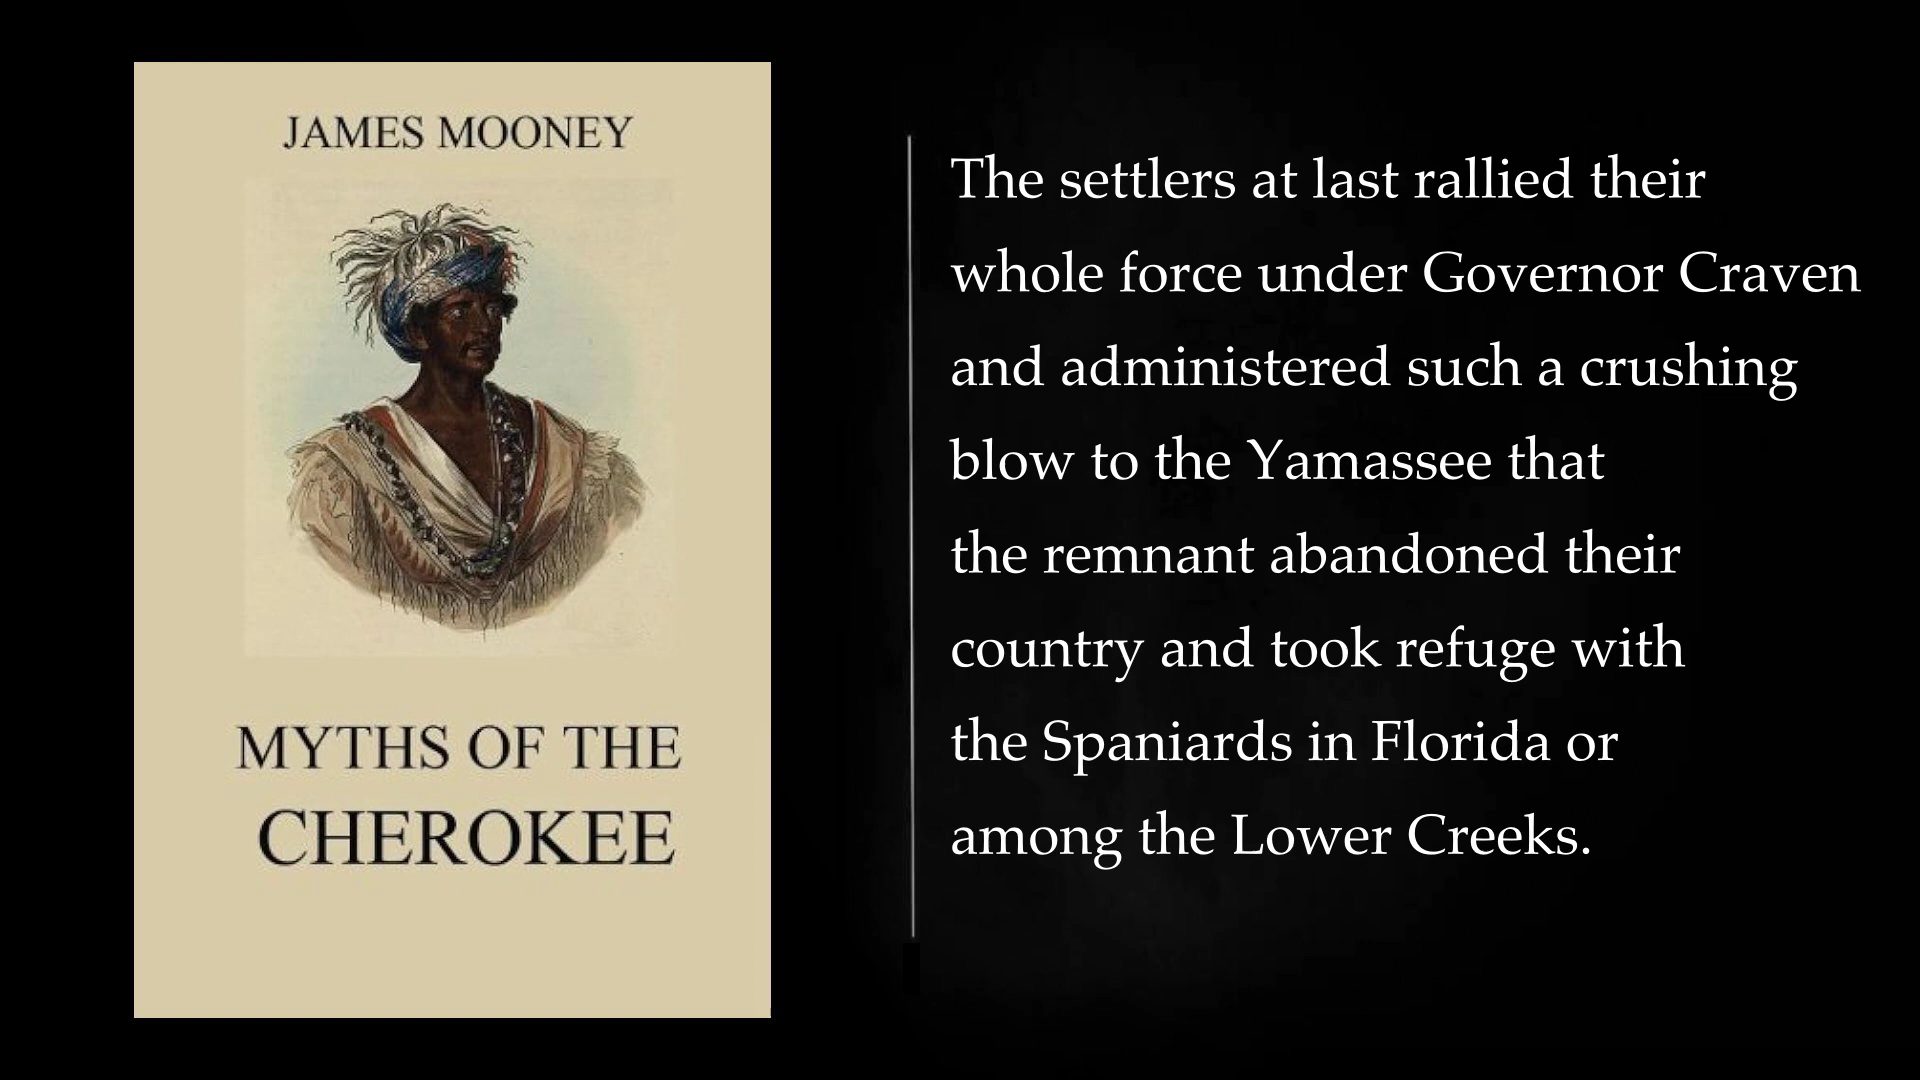 JAMES MOONEY
MYTHS OF THE
CHEROKEE
The settlers at last rallied their
whole force under Governor Craven
and administered such a crushing
blow to the Yamassee that
the remnant abandoned their
country and took refuge with
the Spaniards in Florida or
among the Lower Creeks.